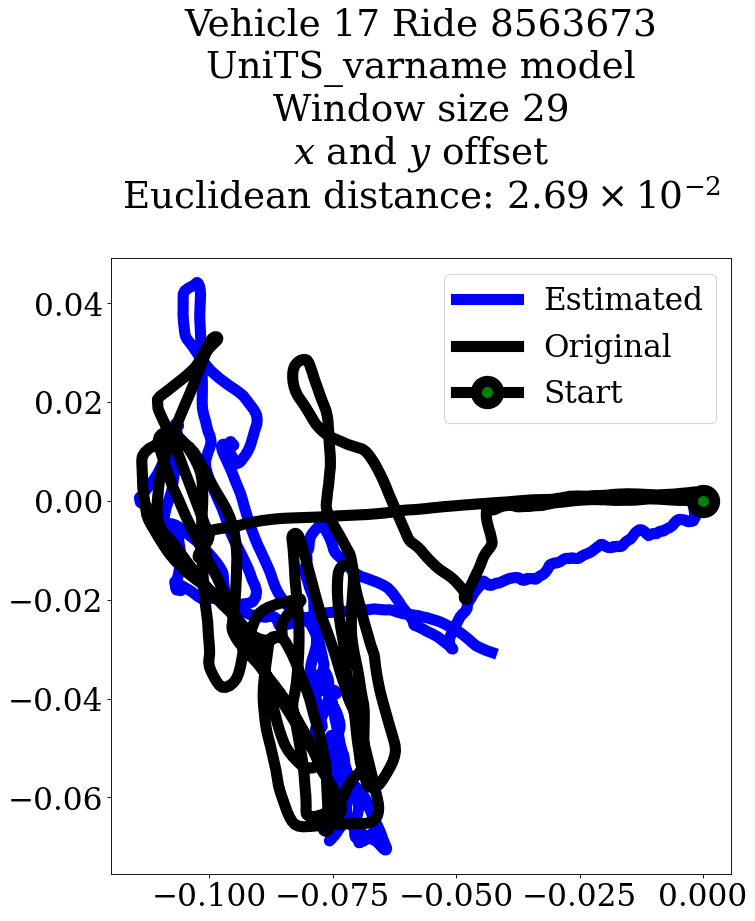 Vehicle 17 Ride 8563673
UniTS_varname model
Window size 29
x and y offset
Euclidean distance: 2.69 × 10⁻²
Estimated
Original
Start
0.04
0.02
0.00
−0.02
−0.04
−0.06
−0.100 −0.075 −0.050 −0.025 0.000